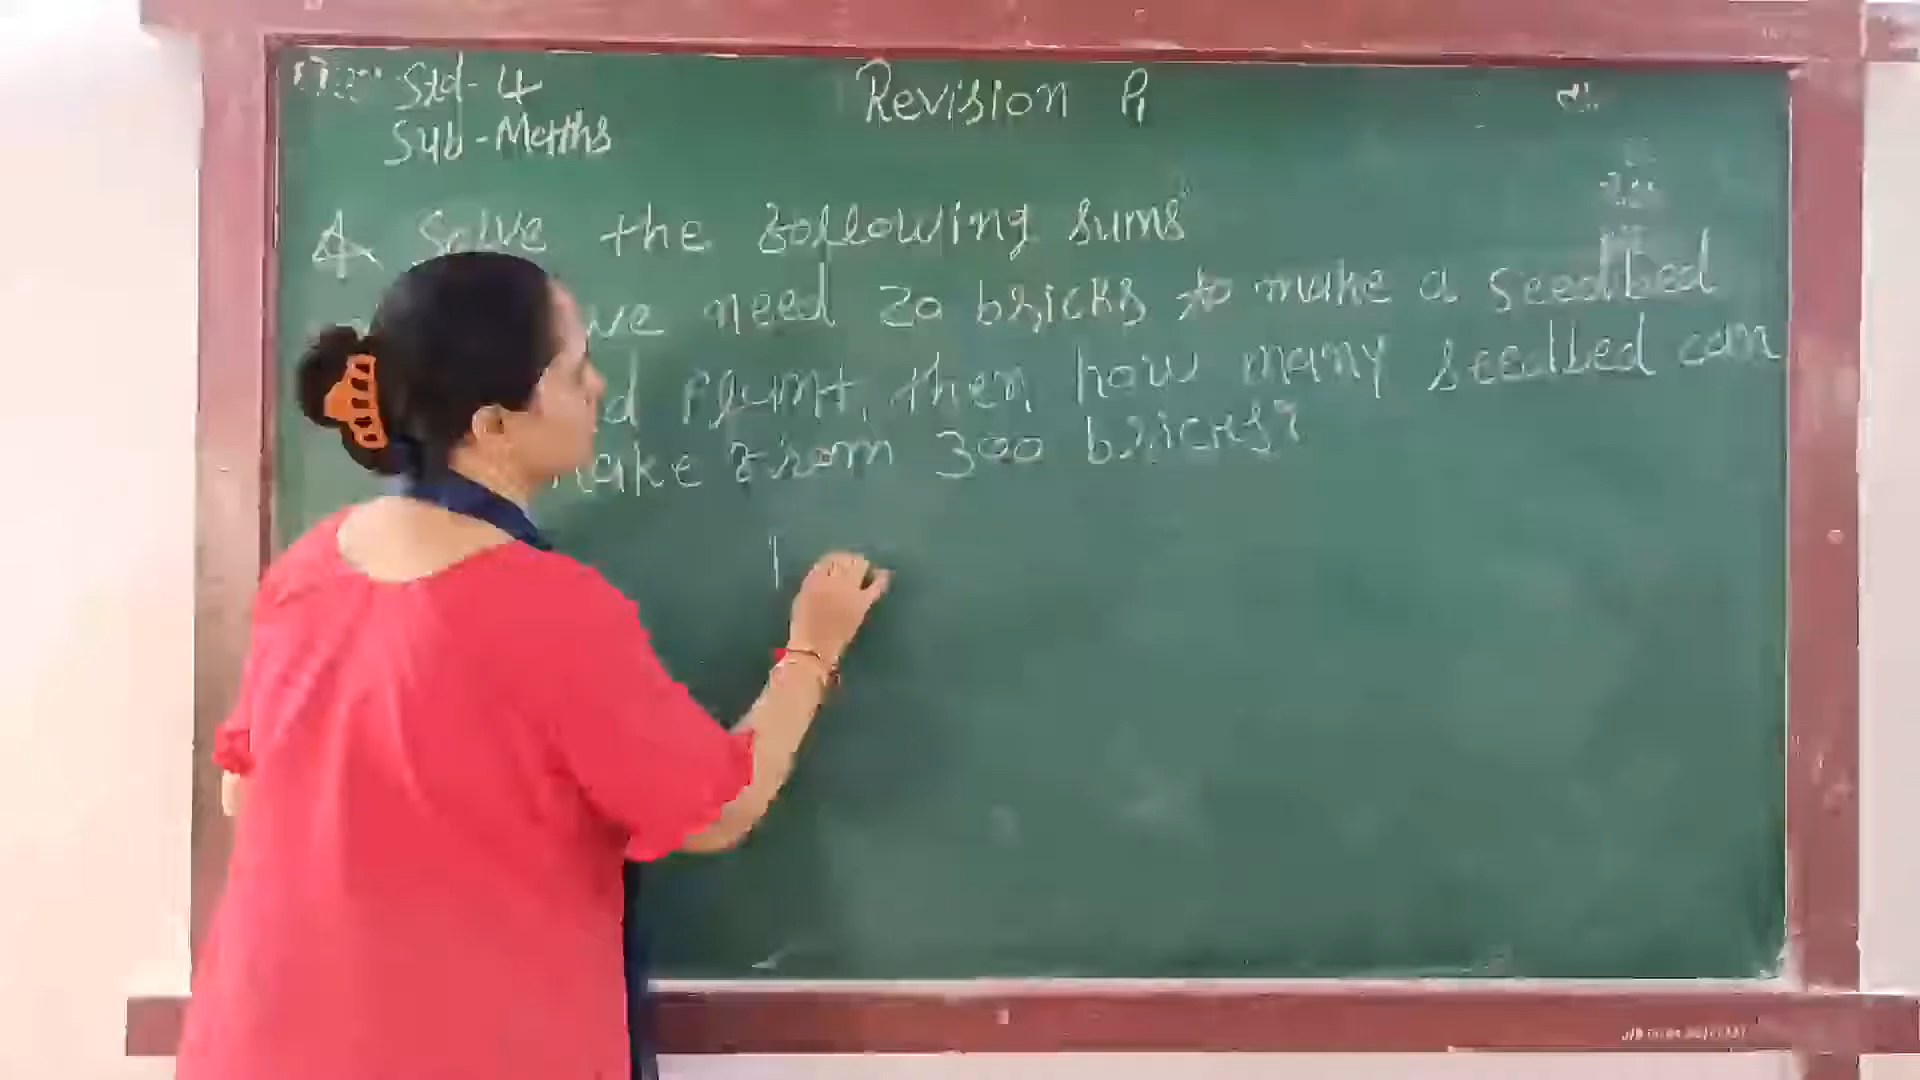 Std-4
Sub-Maths
Revision P1
Solve the following sums
we need 20 bricks to make a seedbed
plant, then how many seedbed can
make from 300 bricks?